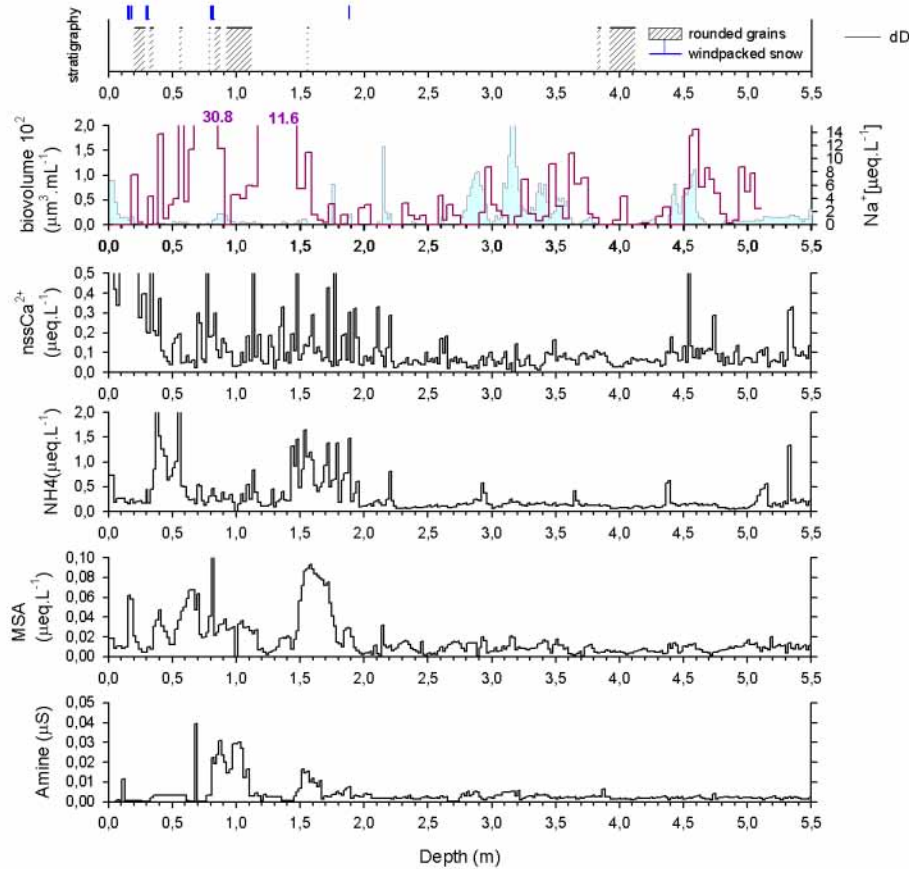 stratigraphy
rounded grains
windpacked snow
dD
0,0 0,5 1,0 1,5 2,0 2,5 3,0 3,5 4,0 4,5 5,0 5,5
biovolume 10²
(µm³.mL⁻¹)
2,0
1,5
1,0
0,5
0,0
30.8
11.6
14
12
10
8
6
4
2
0
Na⁺[µeq.L⁻¹]
0,0 0,5 1,0 1,5 2,0 2,5 3,0 3,5 4,0 4,5 5,0 5,5
nssCa²⁺
(µeq.L⁻¹)
0,5
0,4
0,3
0,2
0,1
0,0
0,0 0,5 1,0 1,5 2,0 2,5 3,0 3,5 4,0 4,5 5,0 5,5
NH4(µeq.L⁻¹)
2,0
1,5
1,0
0,5
0,0
0,0 0,5 1,0 1,5 2,0 2,5 3,0 3,5 4,0 4,5 5,0 5,5
MSA
(µeq.L⁻¹)
0,10
0,08
0,06
0,04
0,02
0,00
0,0 0,5 1,0 1,5 2,0 2,5 3,0 3,5 4,0 4,5 5,0 5,5
Amine (µS)
0,05
0,04
0,03
0,02
0,01
0,00
0,0 0,5 1,0 1,5 2,0 2,5 3,0 3,5 4,0 4,5 5,0 5,5
Depth (m)